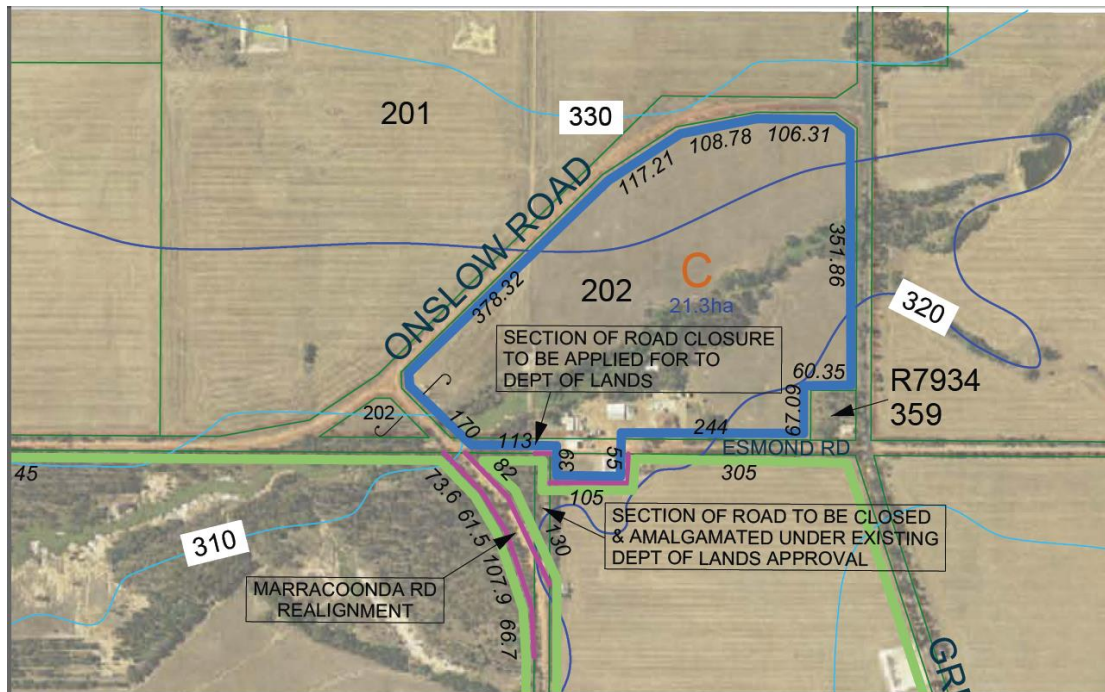 201
330
ONSLOW ROAD
117.21
108.78
106.31
351.86
378.32
202
C
21.3ha
320
SECTION OF ROAD CLOSURE
TO BE APPLIED FOR TO
DEPT OF LANDS
60.35
67.09
R7934
359
202
170
113
39
55
244
ESMOND RD
305
45
82
105
73.6
61.5
107.9
66.7
130
310
SECTION OF ROAD TO BE CLOSED
& AMALGAMATED UNDER EXISTING
DEPT OF LANDS APPROVAL
MARRACOONDA RD
REALIGNMENT